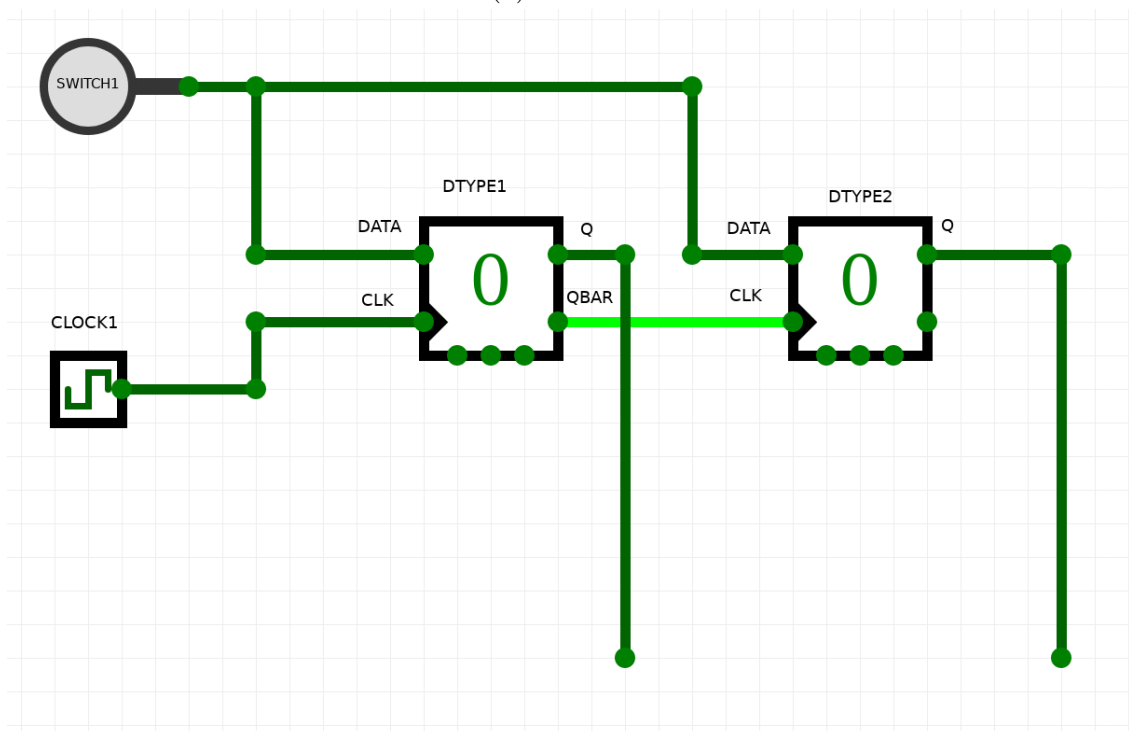 SWITCH1
DTYPE1
DTYPE2
DATA
Q
DATA
Q
CLK
QBAR
CLK
CLOCK1
0
0